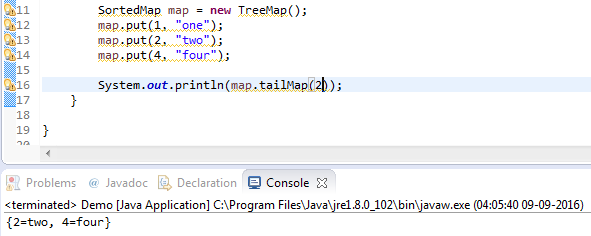 11 SortedMap map = new TreeMap();
12 map.put(1, "one");
13 map.put(2, "two");
14 map.put(4, "four");
15
16 System.out.println(map.tailMap(2));
17 }
18
19 }
20
Problems @ Javadoc Declaration Console
<terminated> Demo [Java Application] C:\Program Files\Java\jre1.8.0_102\bin\javaw.exe (04:05:40 09-09-2016)
{2=two, 4=four}